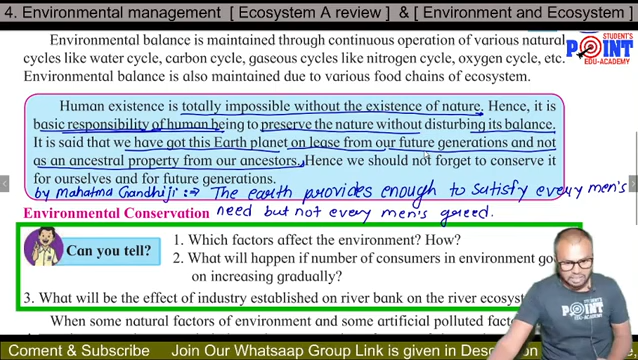 4. Environmental management [ Ecosystem A review ] & [ Environment and Ecosystem ]
STUDENT'S
POINT
EDU-ACADEMY
Environmental balance is maintained through continuous operation of various natural
cycles like water cycle, carbon cycle, gaseous cycles like nitrogen cycle, oxygen cycle, etc.
Environmental balance is also maintained due to various food chains of ecosystem.
Human existence is totally impossible without the existence of nature. Hence, it is
basic responsibility of human being to preserve the nature without disturbing its balance.
It is said that we have got this Earth planet on lease from our future generations and not
as an ancestral property from our ancestors. Hence we should not forget to conserve it
for ourselves and for future generations.
by Mahatma Gandhiji :→ The earth provides enough to satisfy every men's
need but not every men's greed.
Environmental Conservation
Can you tell?
1. Which factors affect the environment? How?
2. What will happen if number of consumers in environment go
on increasing gradually?
3. What will be the effect of industry established on river bank on the river ecosyst
When some natural factors of environment and some artificial polluted fact
Coment & Subscribe Join Our Whatsaap Group Link is given in Description